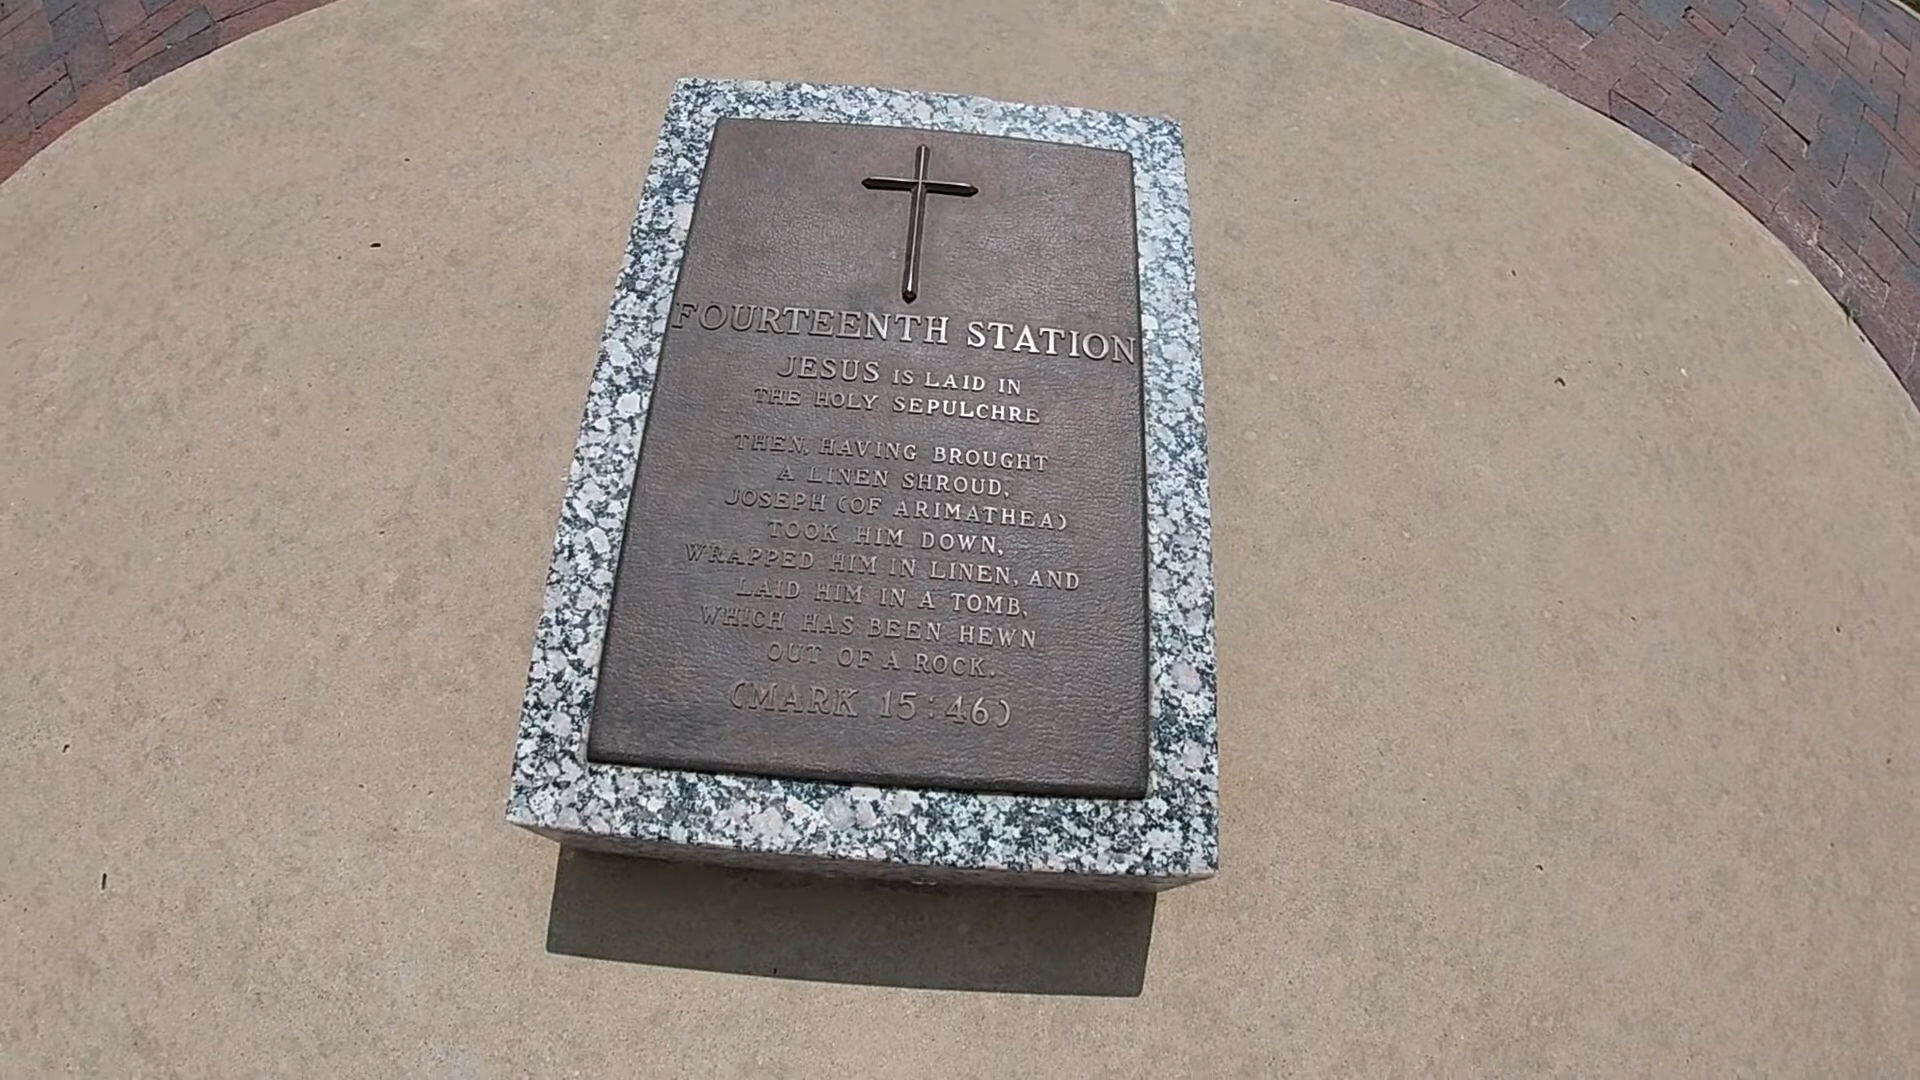 FOURTEENTH STATION
JESUS IS LAID IN
THE HOLY SEPULCHRE
THEN, HAVING BROUGHT
A LINEN SHROUD,
JOSEPH (OF ARIMATHEA)
TOOK HIM DOWN,
WRAPPED HIM IN LINEN, AND
LAID HIM IN A TOMB,
WHICH HAS BEEN HEWN
OUT OF A ROCK.
(MARK 15:46)